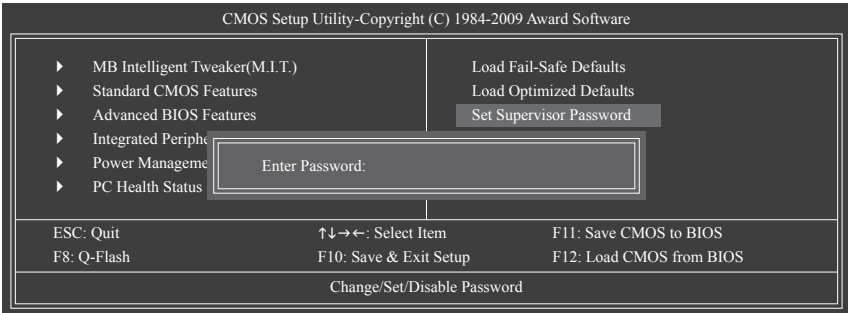 CMOS Setup Utility-Copyright (C) 1984-2009 Award Software
MB Intelligent Tweaker(M.I.T.)
Standard CMOS Features
Advanced BIOS Features
Integrated Periphe
Power Manageme
PC Health Status
Load Fail-Safe Defaults
Load Optimized Defaults
Set Supervisor Password
Enter Password:
ESC: Quit ↑↓→←: Select Item F11: Save CMOS to BIOS
F8: Q-Flash F10: Save & Exit Setup F12: Load CMOS from BIOS
Change/Set/Disable Password